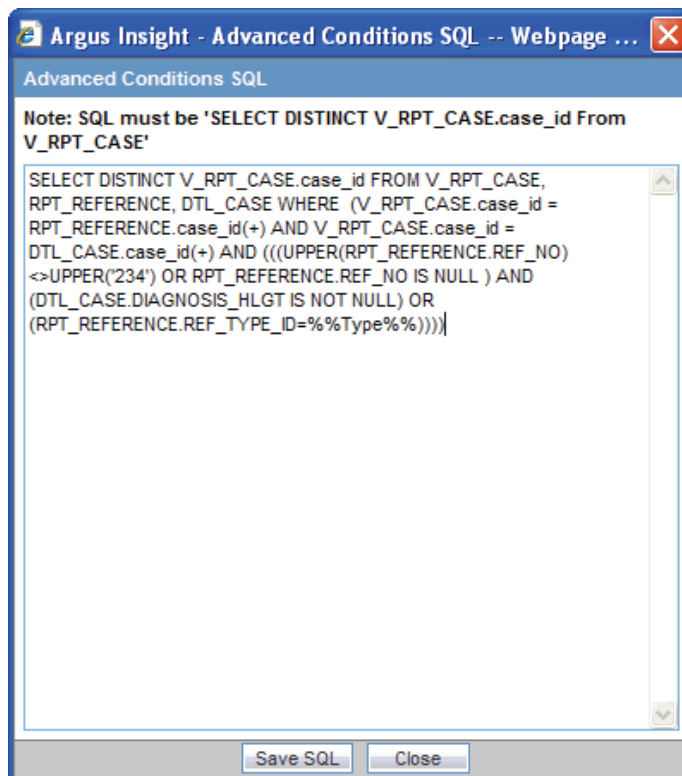 Argus Insight - Advanced Conditions SQL -- Webpage ...
Advanced Conditions SQL
Note: SQL must be 'SELECT DISTINCT V_RPT_CASE.case_id From
V_RPT_CASE'
SELECT DISTINCT V_RPT_CASE.case_id FROM V_RPT_CASE,
RPT_REFERENCE, DTL_CASE WHERE  (V_RPT_CASE.case_id =
RPT_REFERENCE.case_id(+) AND V_RPT_CASE.case_id =
DTL_CASE.case_id(+) AND (((UPPER(RPT_REFERENCE.REF_NO)
<>UPPER('234') OR RPT_REFERENCE.REF_NO IS NULL ) AND
(DTL_CASE.DIAGNOSIS_HLGT IS NOT NULL) OR
(RPT_REFERENCE.REF_TYPE_ID=%%Type%%))))
Save SQL
Close